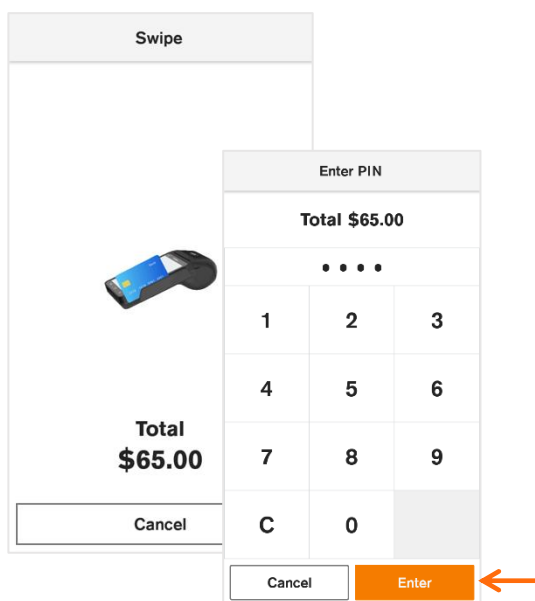 Swipe
Total
$65.00
Cancel
Enter PIN
Total $65.00
1 2 3
4 5 6
7 8 9
C 0
Cancel Enter